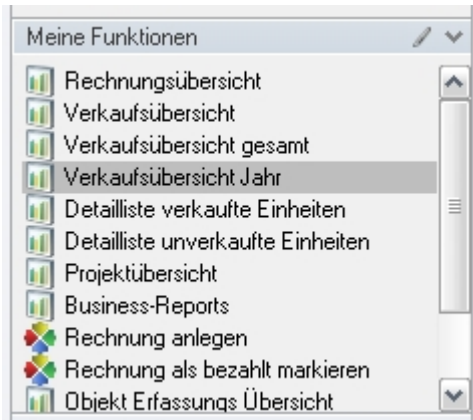 Meine Funktionen
Rechnungsübersicht
Verkaufsübersicht
Verkaufsübersicht gesamt
Verkaufsübersicht Jahr
Detailliste verkaufte Einheiten
Detailliste unverkaufte Einheiten
Projektübersicht
Business-Reports
Rechnung anlegen
Rechnung als bezahlt markieren
Objekt Erfassungs Übersicht